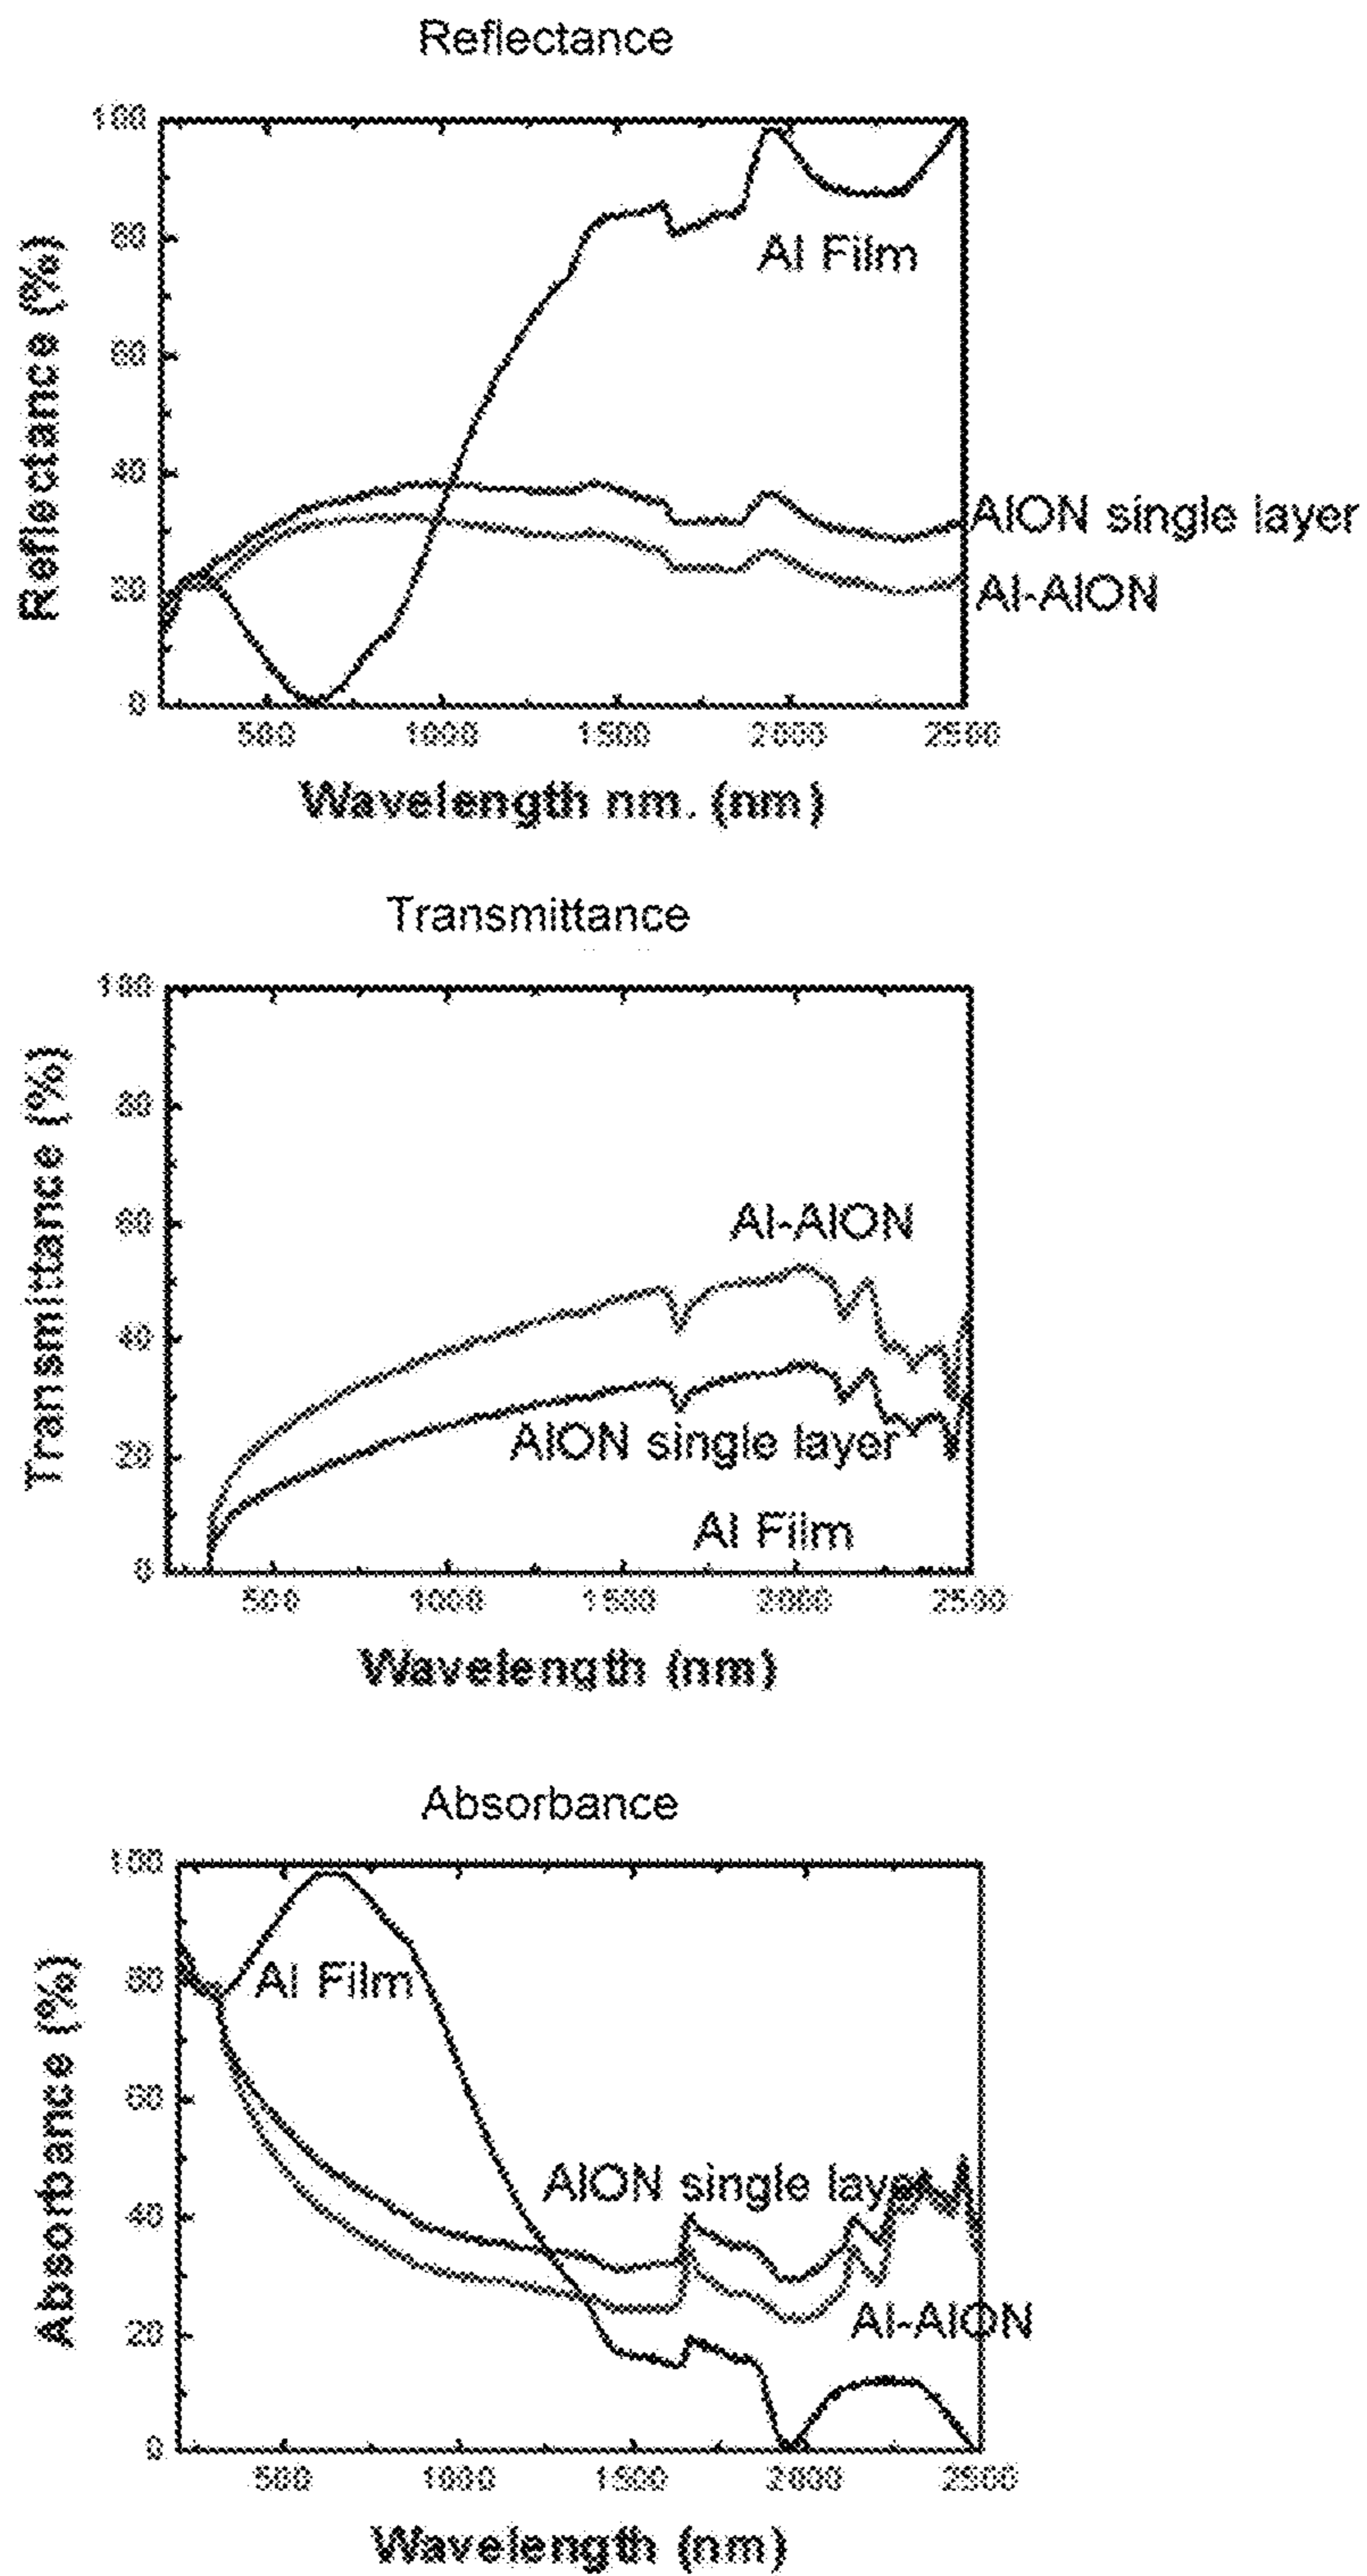 Reflectance
100
80
60
40
20
0
Reflectance (%)
Al Film
AlON single layer
Al-AlON
500 1000 1500 2000 2500
Wavelength nm. (nm)
Transmittance
100
80
60
40
20
0
Transmittance (%)
Al-AlON
AlON single layer
Al Film
500 1000 1500 2000 2500
Wavelength (nm)
Absorbance
100
80
60
40
20
0
Absorbance (%)
Al Film
AlON single layer
Al-AlON
500 1000 1500 2000 2500
Wavelength (nm)